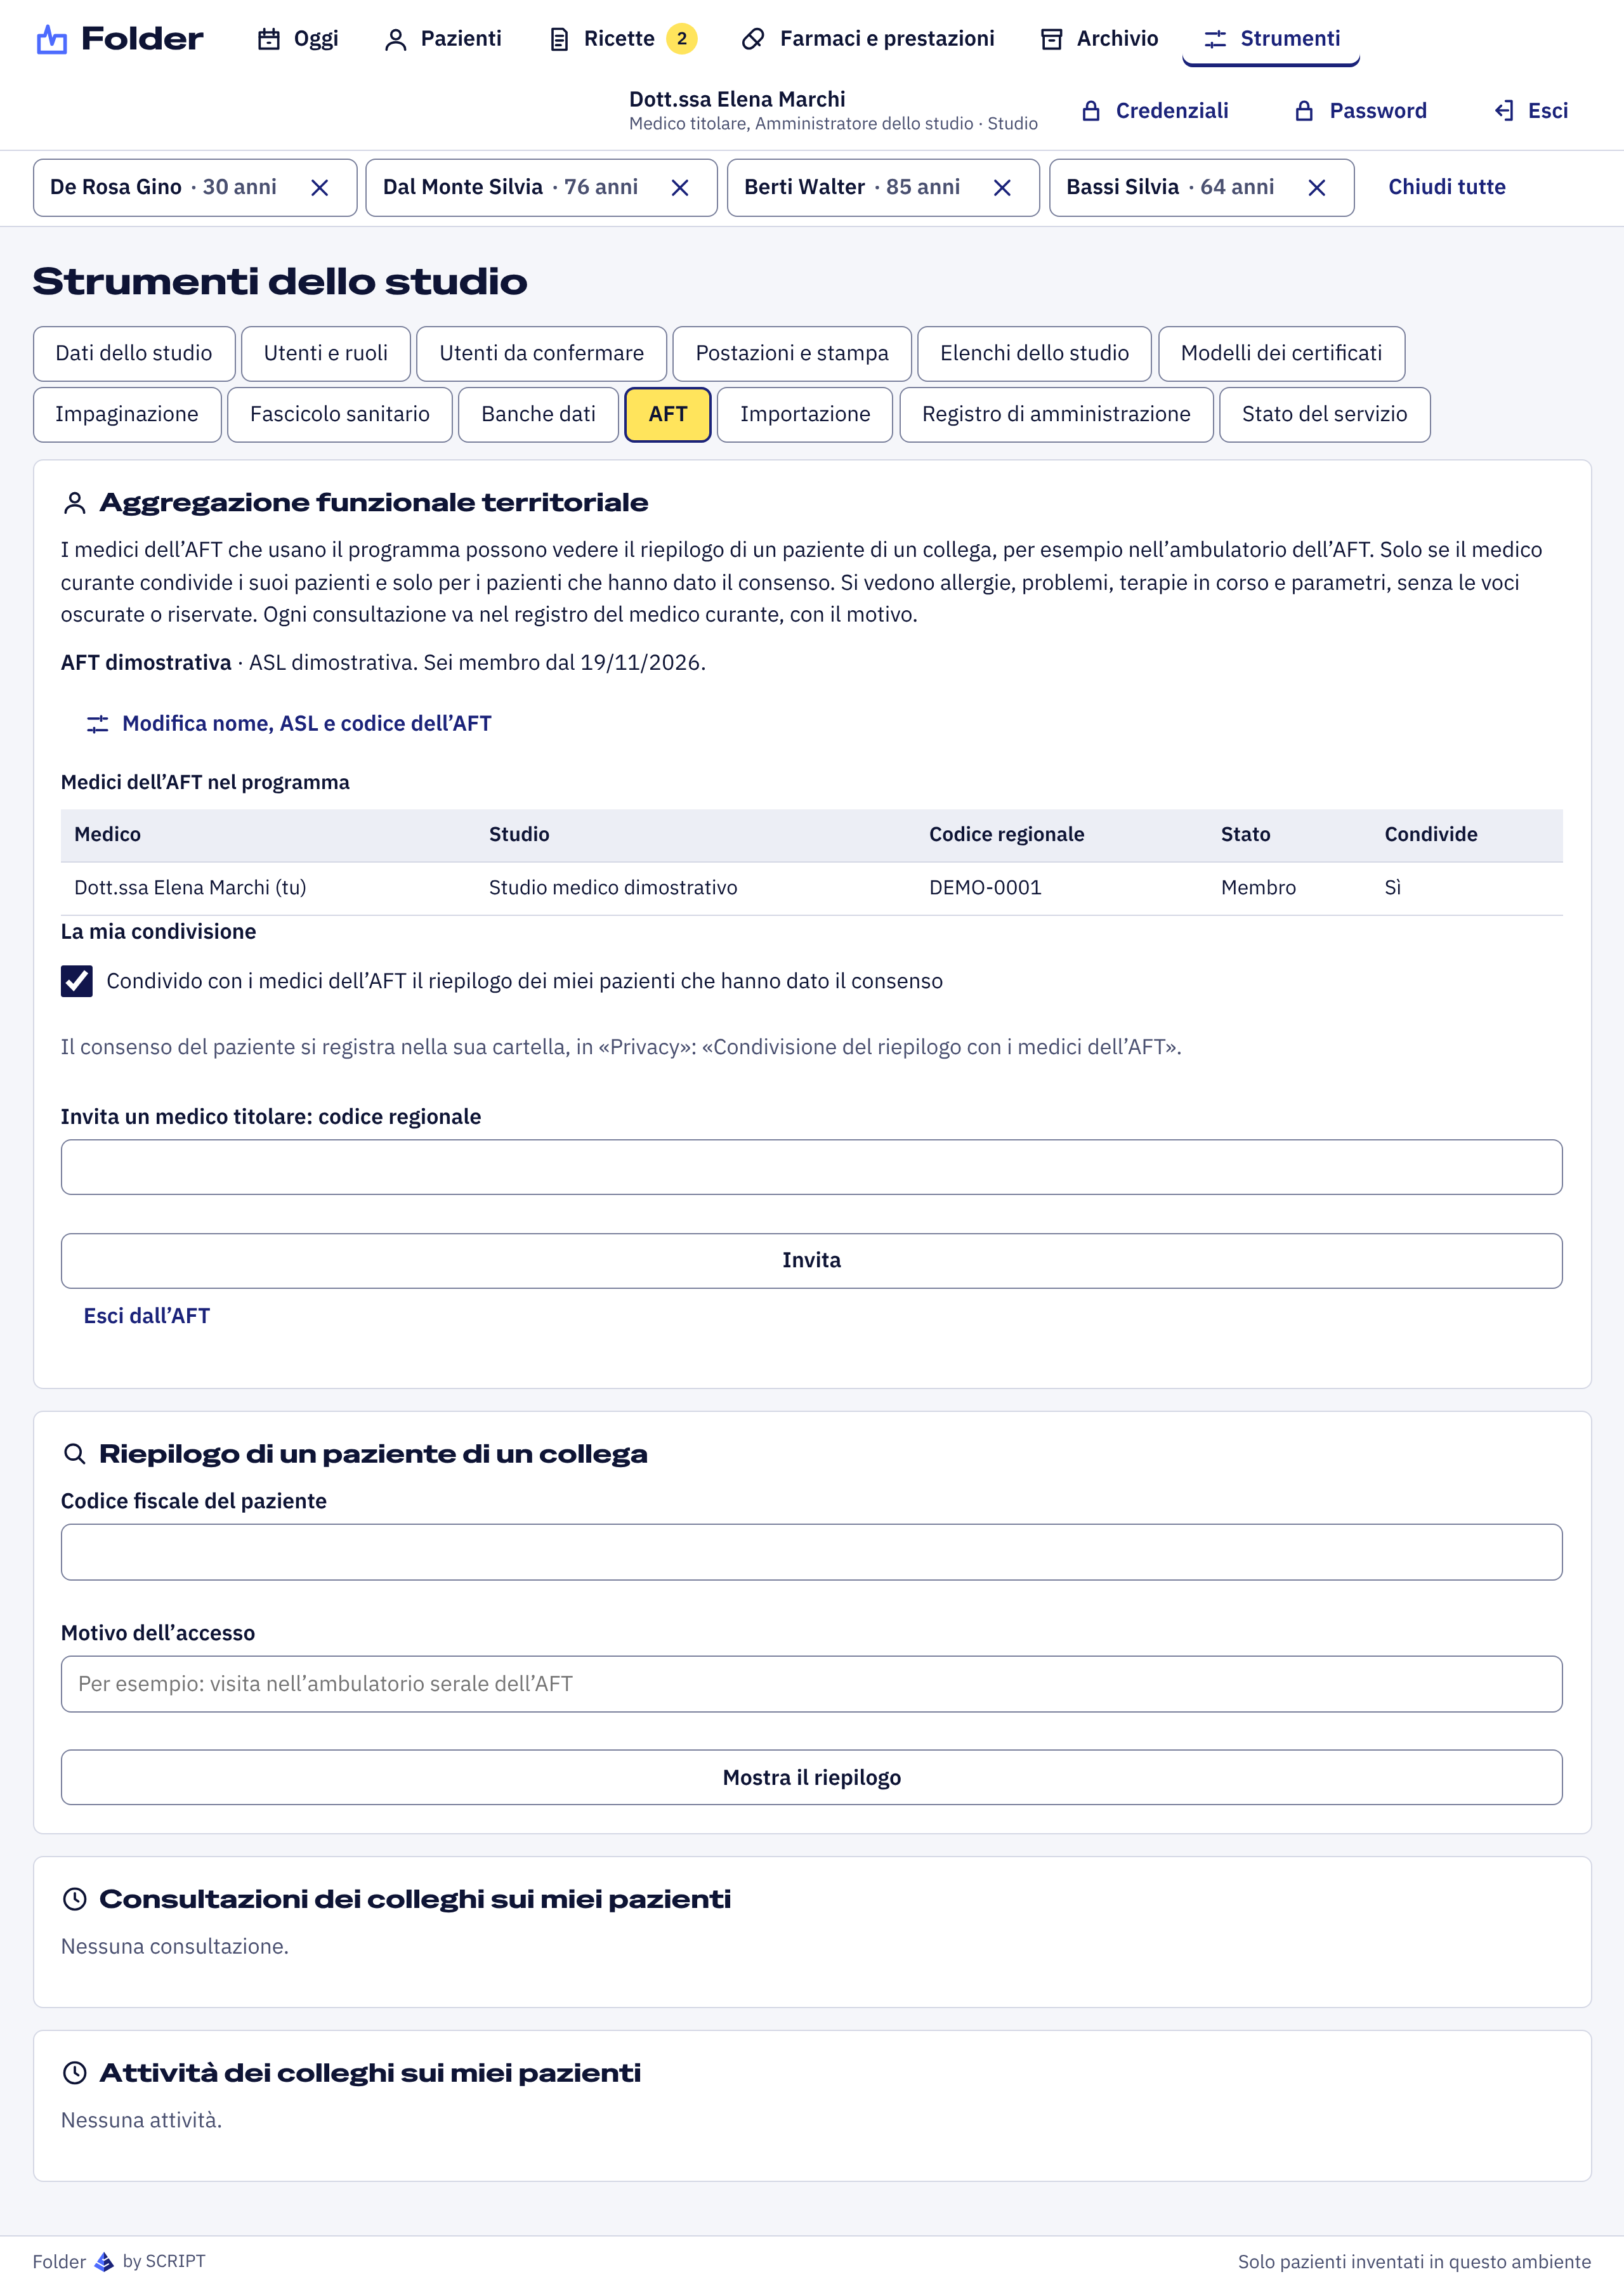 Folder
Oggi
Pazienti
Ricette 2
Farmaci e prestazioni
Archivio
Strumenti
Dott.ssa Elena Marchi
Medico titolare, Amministratore dello studio · Studio
Credenziali
Password
Esci
De Rosa Gino · 30 anni
Dal Monte Silvia · 76 anni
Berti Walter · 85 anni
Bassi Silvia · 64 anni
Chiudi tutte
Strumenti dello studio
Dati dello studio
Utenti e ruoli
Utenti da confermare
Postazioni e stampa
Elenchi dello studio
Modelli dei certificati
Impaginazione
Fascicolo sanitario
Banche dati
AFT
Importazione
Registro di amministrazione
Stato del servizio
Aggregazione funzionale territoriale
I medici dell’AFT che usano il programma possono vedere il riepilogo di un paziente di un collega, per esempio nell’ambulatorio dell’AFT. Solo se il medico
curante condivide i suoi pazienti e solo per i pazienti che hanno dato il consenso. Si vedono allergie, problemi, terapie in corso e parametri, senza le voci
oscurate o riservate. Ogni consultazione va nel registro del medico curante, con il motivo.
AFT dimostrativa · ASL dimostrativa. Sei membro dal 19/11/2026.
Modifica nome, ASL e codice dell’AFT
Medici dell’AFT nel programma
Medico Studio Codice regionale Stato Condivide
Dott.ssa Elena Marchi (tu) Studio medico dimostrativo DEMO-0001 Membro Sì
La mia condivisione
Condivido con i medici dell’AFT il riepilogo dei miei pazienti che hanno dato il consenso
Il consenso del paziente si registra nella sua cartella, in «Privacy»: «Condivisione del riepilogo con i medici dell’AFT».
Invita un medico titolare: codice regionale
Invita
Esci dall’AFT
Riepilogo di un paziente di un collega
Codice fiscale del paziente
Motivo dell’accesso
Per esempio: visita nell’ambulatorio serale dell’AFT
Mostra il riepilogo
Consultazioni dei colleghi sui miei pazienti
Nessuna consultazione.
Attività dei colleghi sui miei pazienti
Nessuna attività.
Folder by SCRIPT
Solo pazienti inventati in questo ambiente